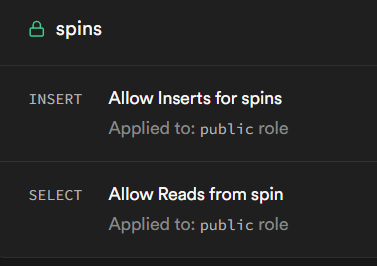 spins
INSERT Allow Inserts for spins
Applied to: public role
SELECT Allow Reads from spin
Applied to: public role